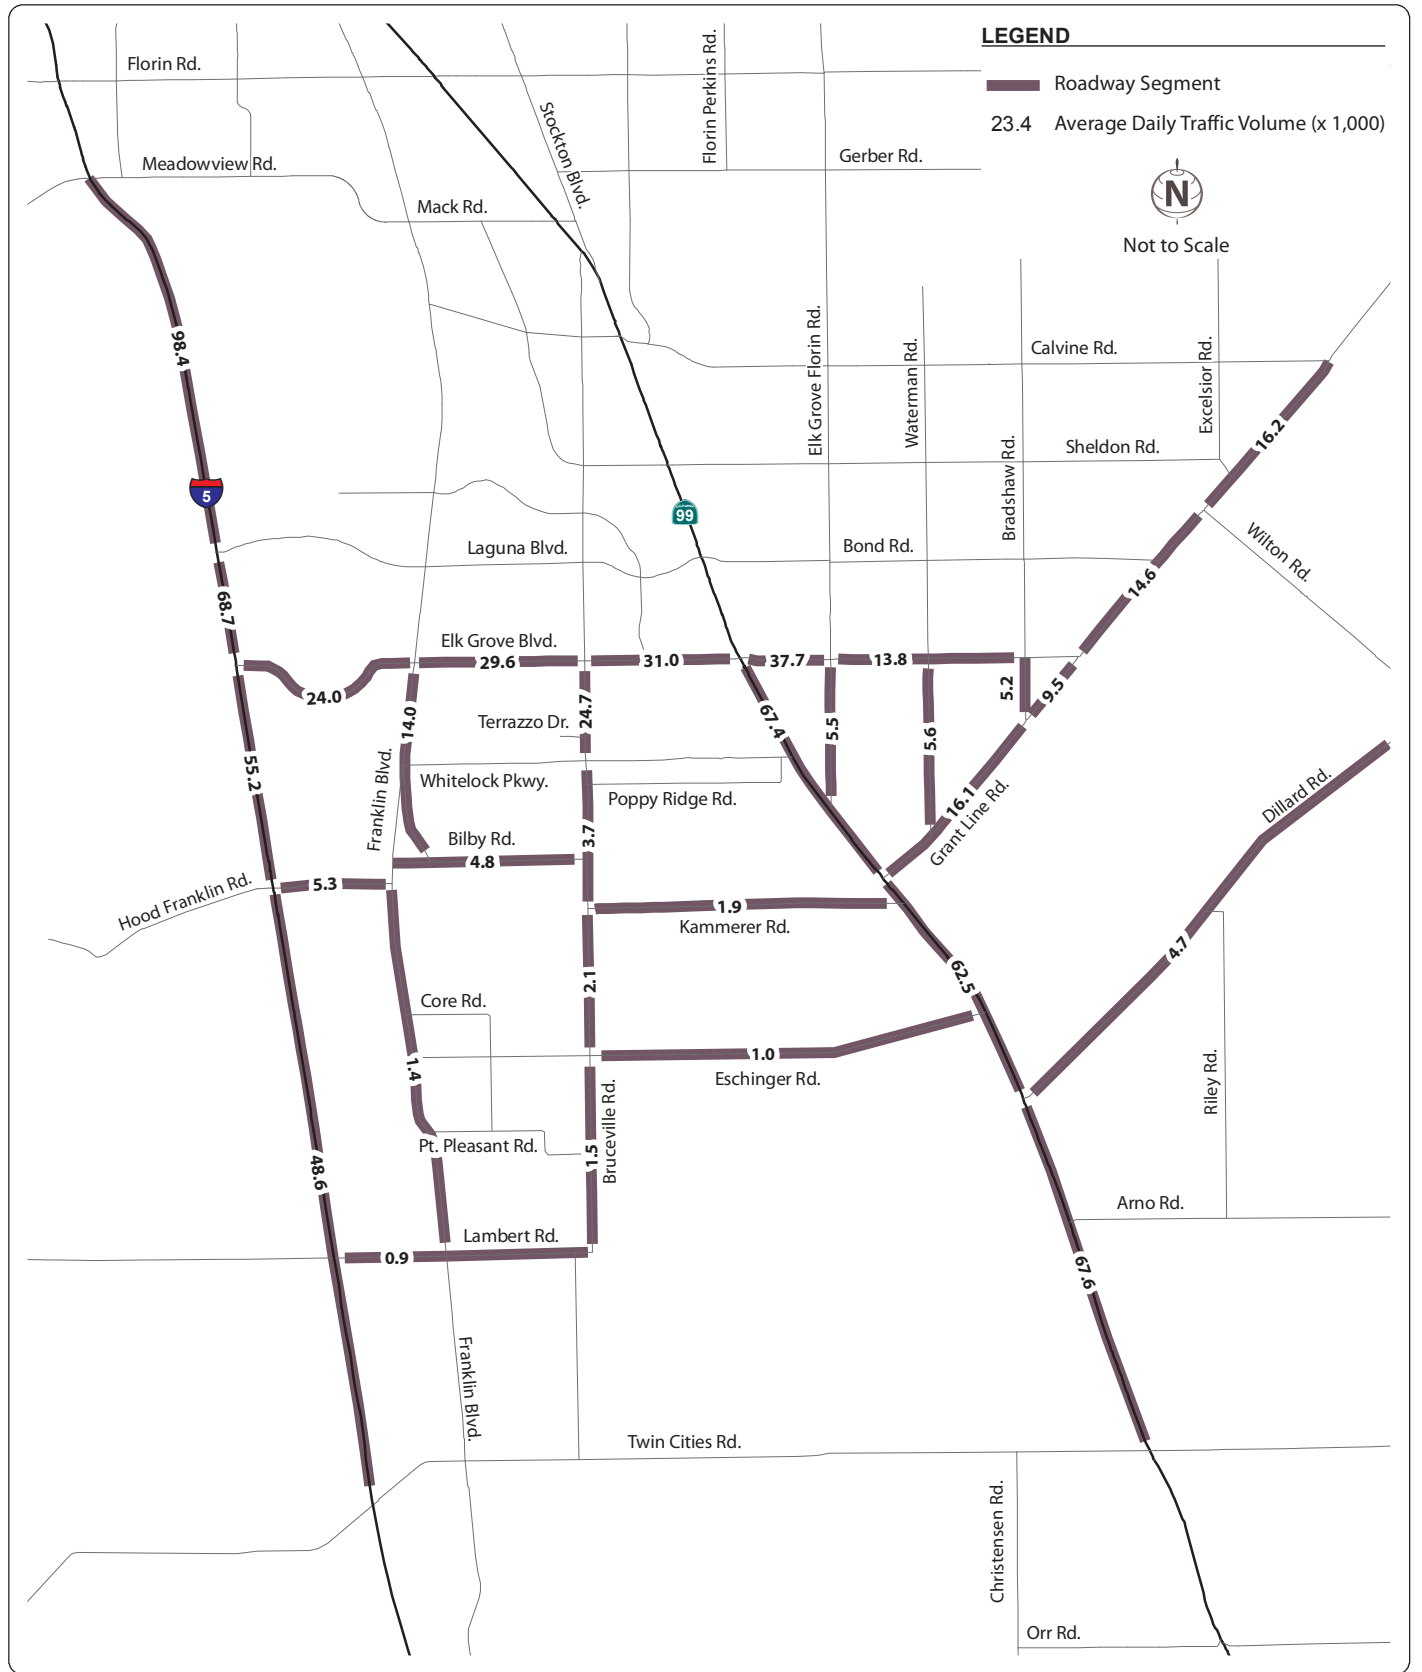 LEGEND
Roadway Segment
23.4 Average Daily Traffic Volume (x 1,000)
N
Not to Scale
Florin Rd.
Meadowview Rd.
Mack Rd.
Stockton Blvd.
Florin Perkins Rd.
Gerber Rd.
98.4
5
99
Elk Grove Florin Rd.
Waterman Rd.
Bradshaw Rd.
Calvine Rd.
Excelsior Rd.
Sheldon Rd.
16.2
Wilton Rd.
Laguna Blvd.
Bond Rd.
14.6
68.7
Elk Grove Blvd.
24.0
29.6
31.0
37.7
13.8
5.2
9.5
14.0
24.7
Terrazzo Dr.
67.4
5.5
5.6
55.2
Franklin Blvd.
Whitelock Pkwy.
Poppy Ridge Rd.
16.1
Grant Line Rd.
Dillard Rd.
Bilby Rd.
4.8
3.7
Hood Franklin Rd.
5.3
1.9
Kammerer Rd.
4.7
62.5
2.1
Core Rd.
1.4
1.0
Eschinger Rd.
Bruceville Rd.
Riley Rd.
Pt. Pleasant Rd.
1.5
48.6
Arno Rd.
Lambert Rd.
0.9
67.6
Franklin Blvd.
Twin Cities Rd.
Christensen Rd.
Orr Rd.